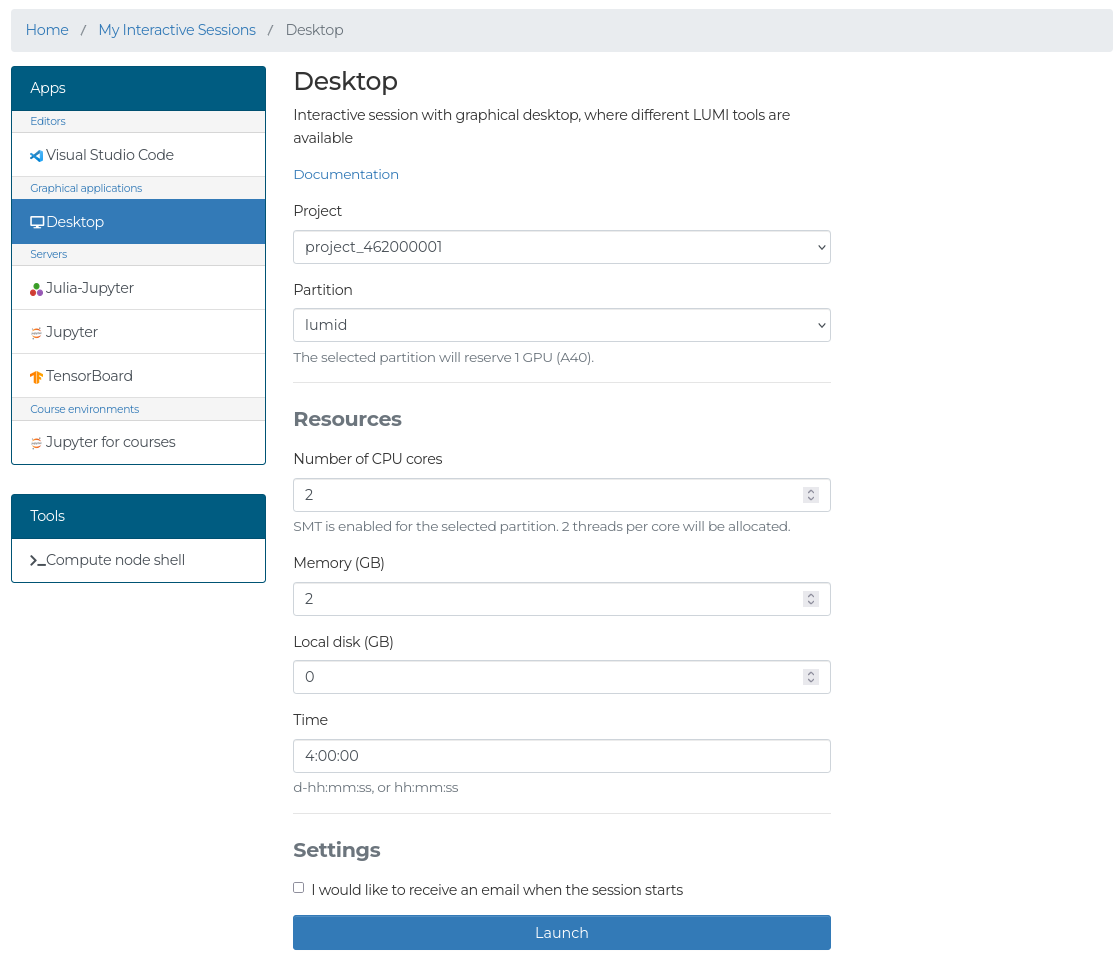 Home / My Interactive Sessions / Desktop
Apps
Editors
Visual Studio Code
Graphical applications
Desktop
Servers
Julia-Jupyter
Jupyter
TensorBoard
Course environments
Jupyter for courses
Tools
Compute node shell
Desktop
Interactive session with graphical desktop, where different LUMI tools are
available
Documentation
Project
project_462000001
Partition
lumid
The selected partition will reserve 1 GPU (A40).
Resources
Number of CPU cores
2
SMT is enabled for the selected partition. 2 threads per core will be allocated.
Memory (GB)
2
Local disk (GB)
0
Time
4:00:00
d-hh:mm:ss, or hh:mm:ss
Settings
I would like to receive an email when the session starts
Launch